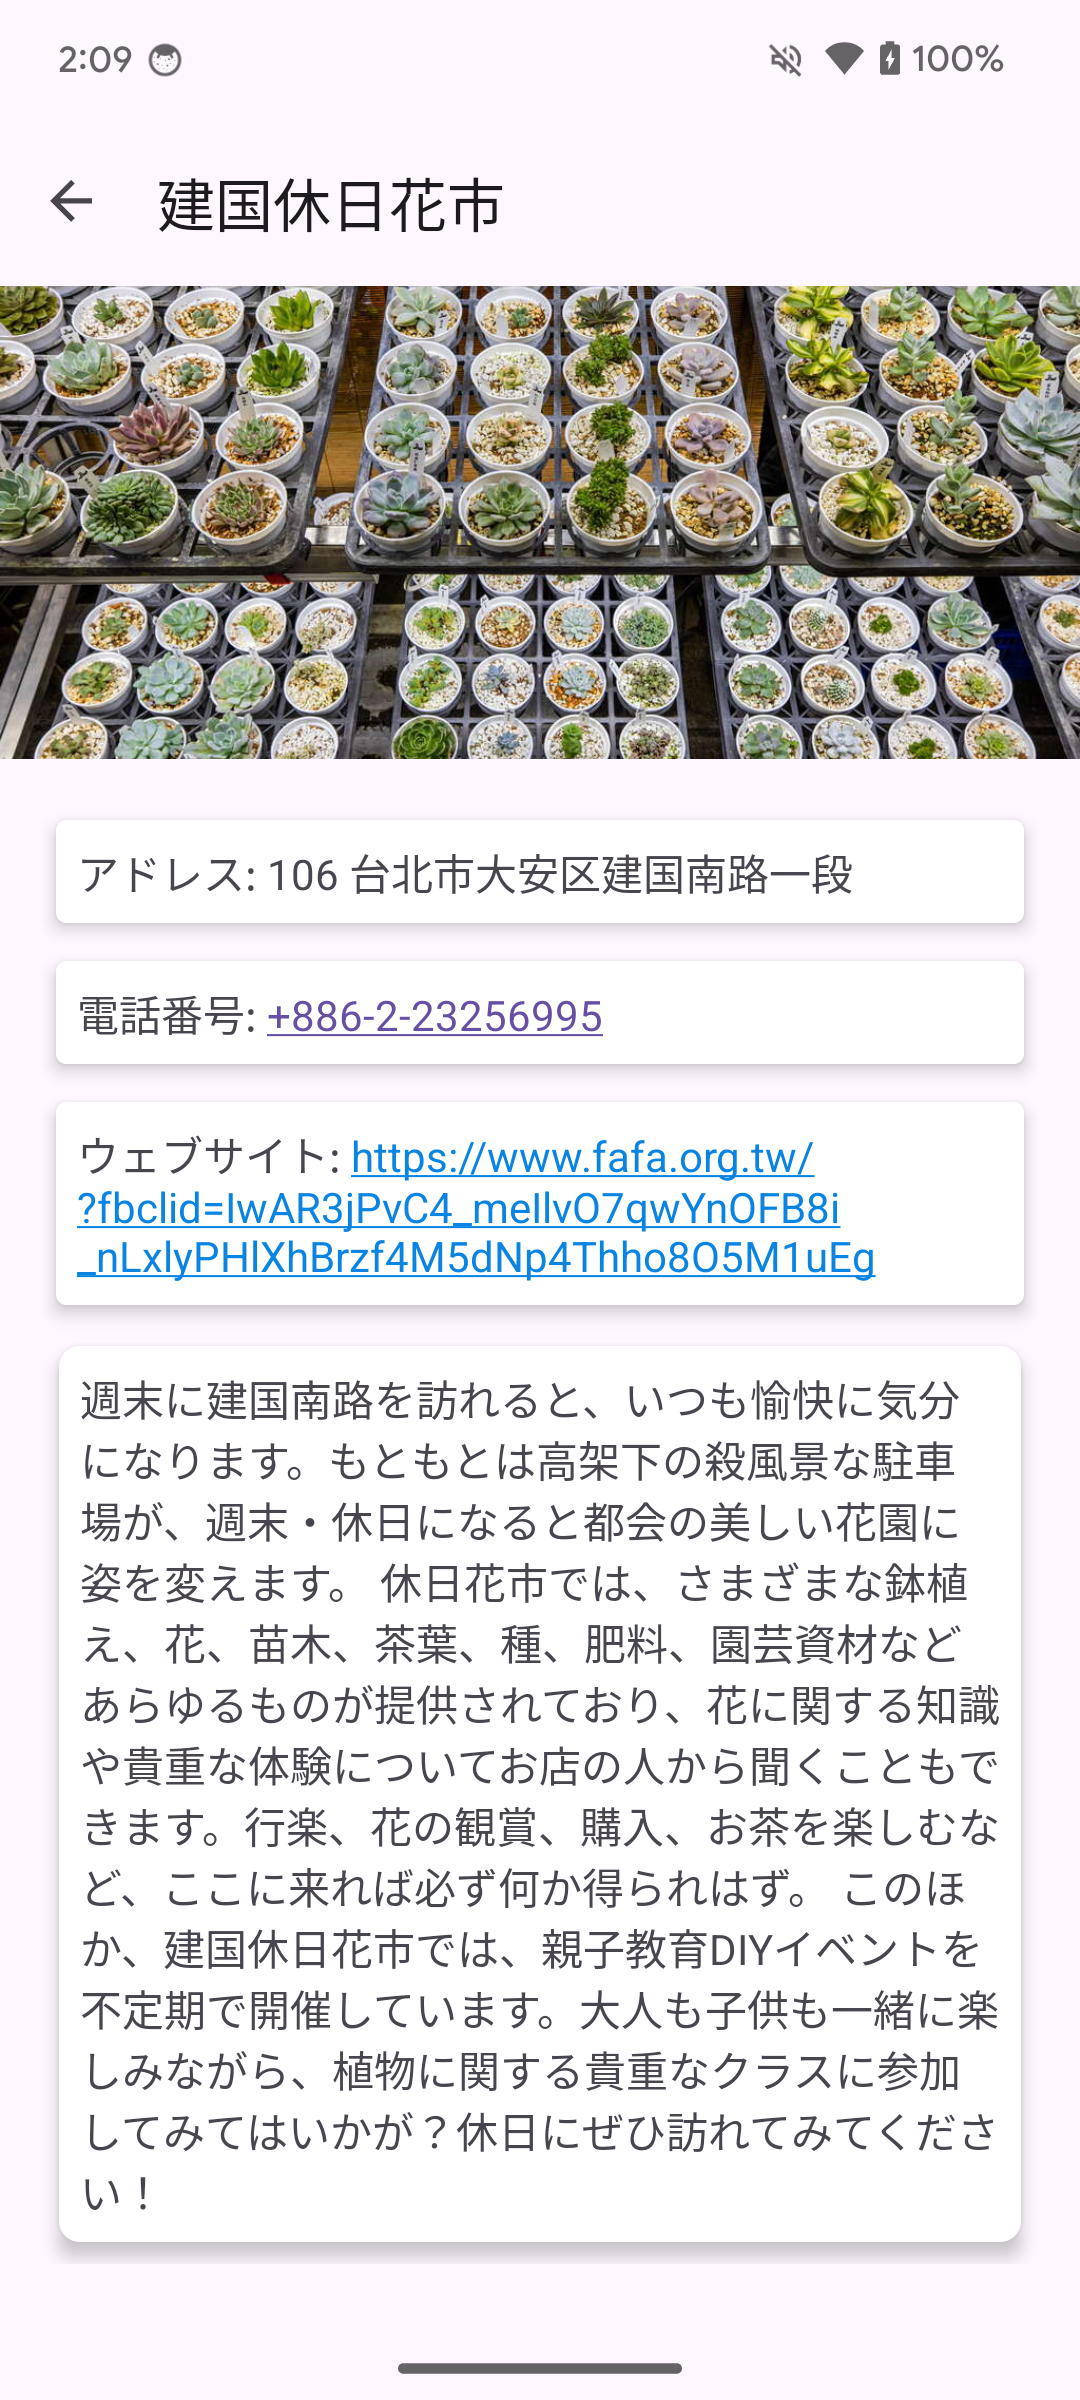 2:09
100%
建国休日花市
アドレス: 106 台北市大安区建国南路一段
電話番号: +886-2-23256995
ウェブサイト: https://www.fafa.org.tw/
?fbclid=IwAR3jPvC4_meIlvO7qwYnOFB8i
_nLxlyPHlXhBrzf4M5dNp4Thho8O5M1uEg
週末に建国南路を訪れると、いつも愉快に気分
になります。もともとは高架下の殺風景な駐車
場が、週末・休日になると都会の美しい花園に
姿を変えます。 休日花市では、さまざまな鉢植
え、花、苗木、茶葉、種、肥料、園芸資材など
あらゆるものが提供されており、花に関する知識
や貴重な体験についてお店の人から聞くこともで
きます。行楽、花の観賞、購入、お茶を楽しむな
ど、ここに来れば必ず何か得られはず。 このほ
か、建国休日花市では、親子教育DIYイベントを
不定期で開催しています。大人も子供も一緒に楽
しみながら、植物に関する貴重なクラスに参加
してみてはいかが？休日にぜひ訪れてみてくださ
い！